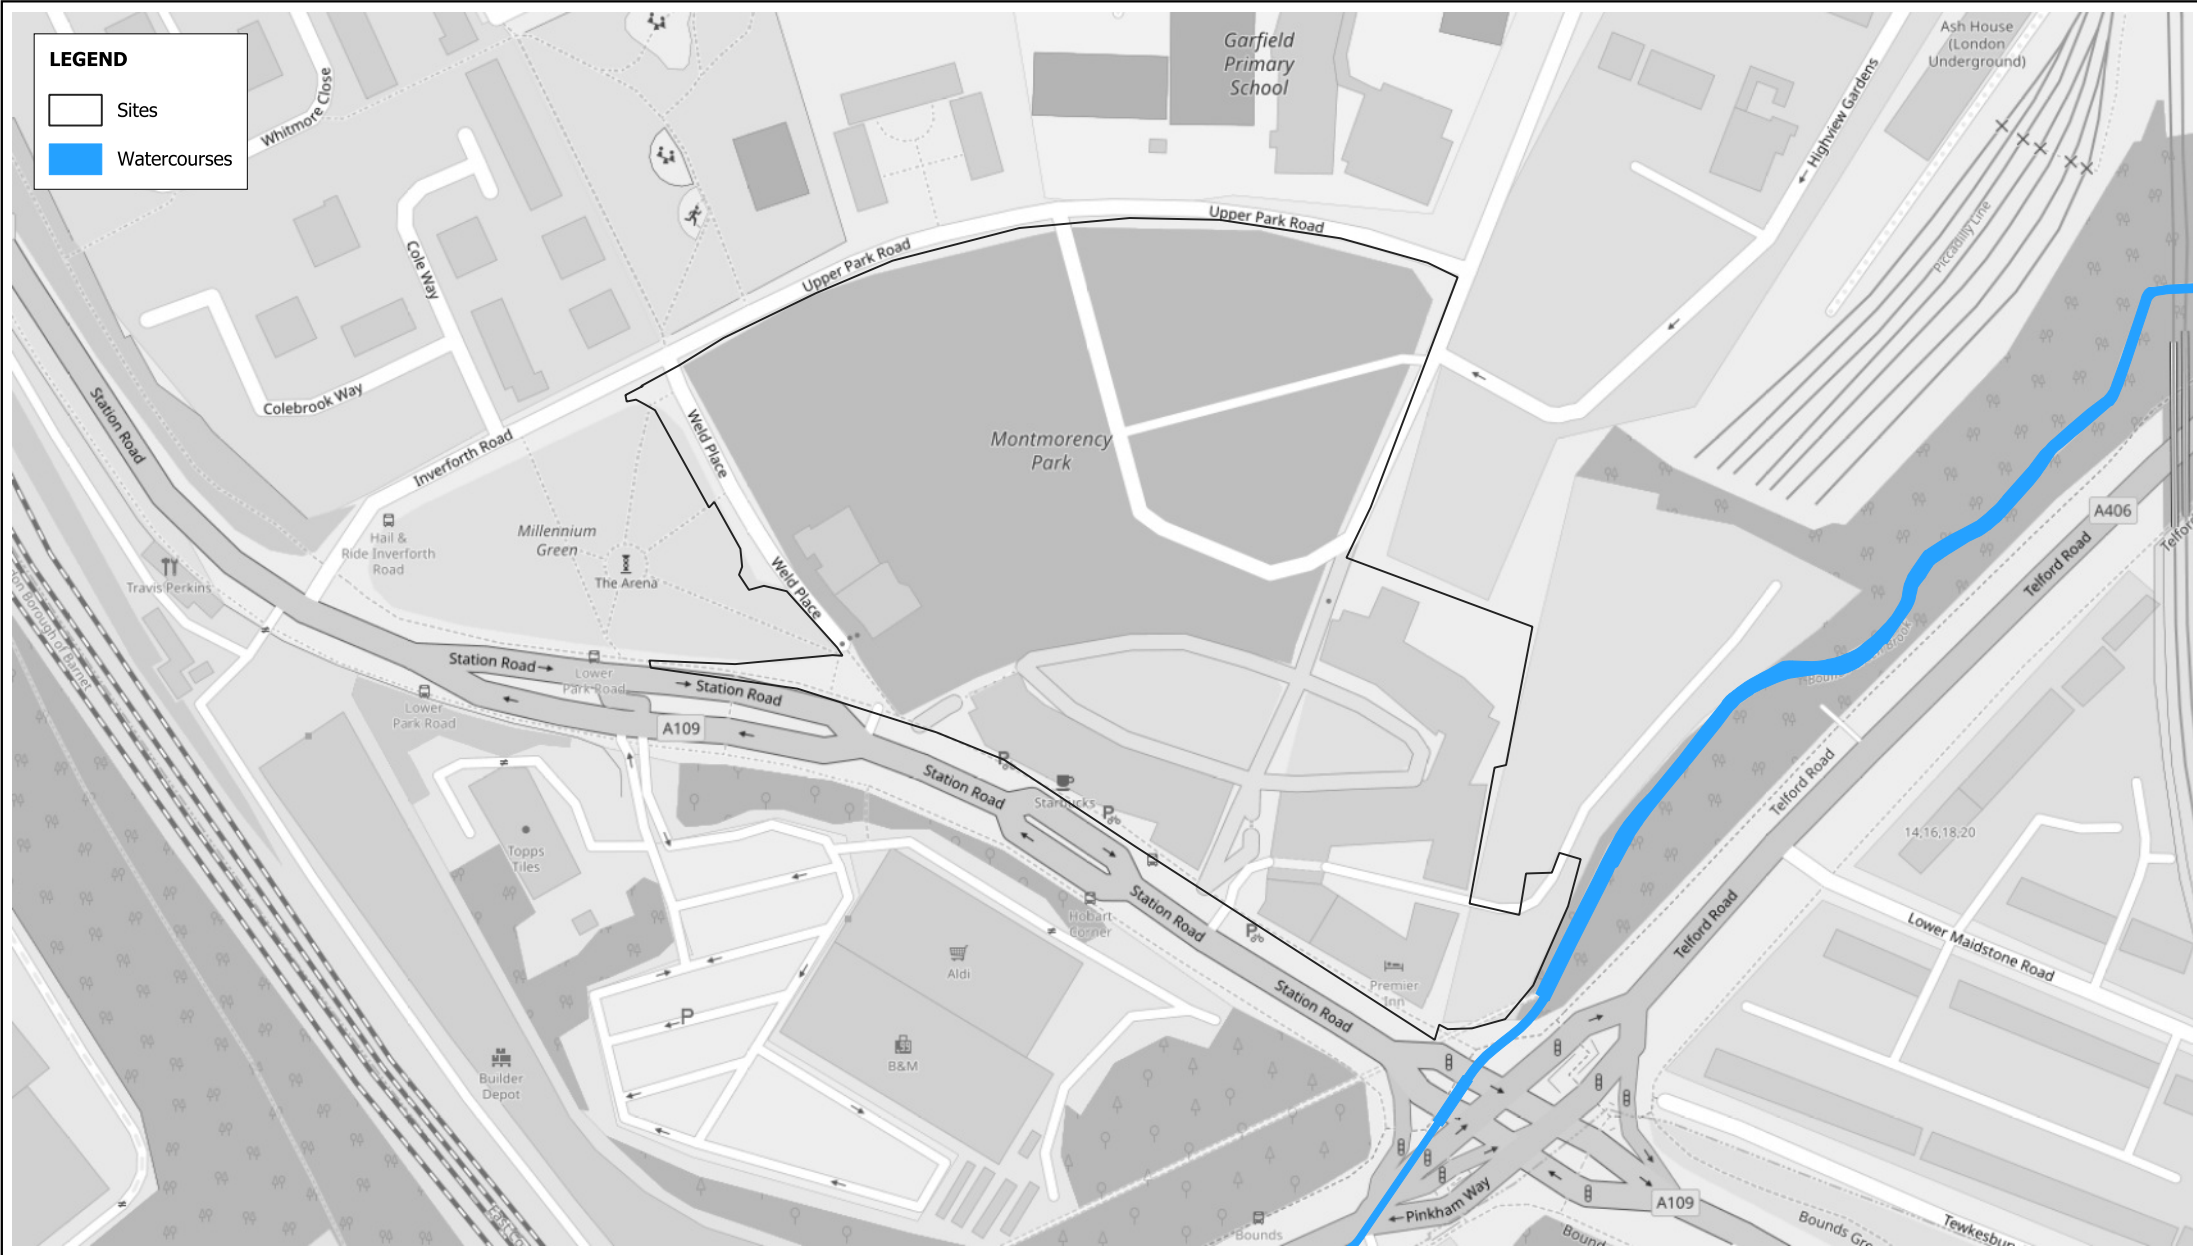 LEGEND
Sites
Watercourses
Whitmore Close
Garfield
Primary
School
Ash House
(London
Underground)
Highview Gardens
Piccadilly Line
Cole Way
Upper Park Road
Upper Park Road
Colebrook Way
Station Road
Inverforth Road
Weld Place
Montmorency
Park
Millennium
Green
The Arena
Hail &
Ride Inverforth
Road
Travis Perkins
Weld Place
A406
Telford Road
Station Road
Lower
Park Road
Station Road
Lower
Park Road
A109
Station Road
Starbucks
Telford Road
14,16,18,20
Topps
Tiles
Hobart
Corner
Station Road
Telford Road
Lower Maidstone Road
Aldi
Premier
Inn
Station Road
P
B&M
Builder
Depot
Pinkham Way
A109
Bounds
Bounds Gre
Tewkesbur
Bound